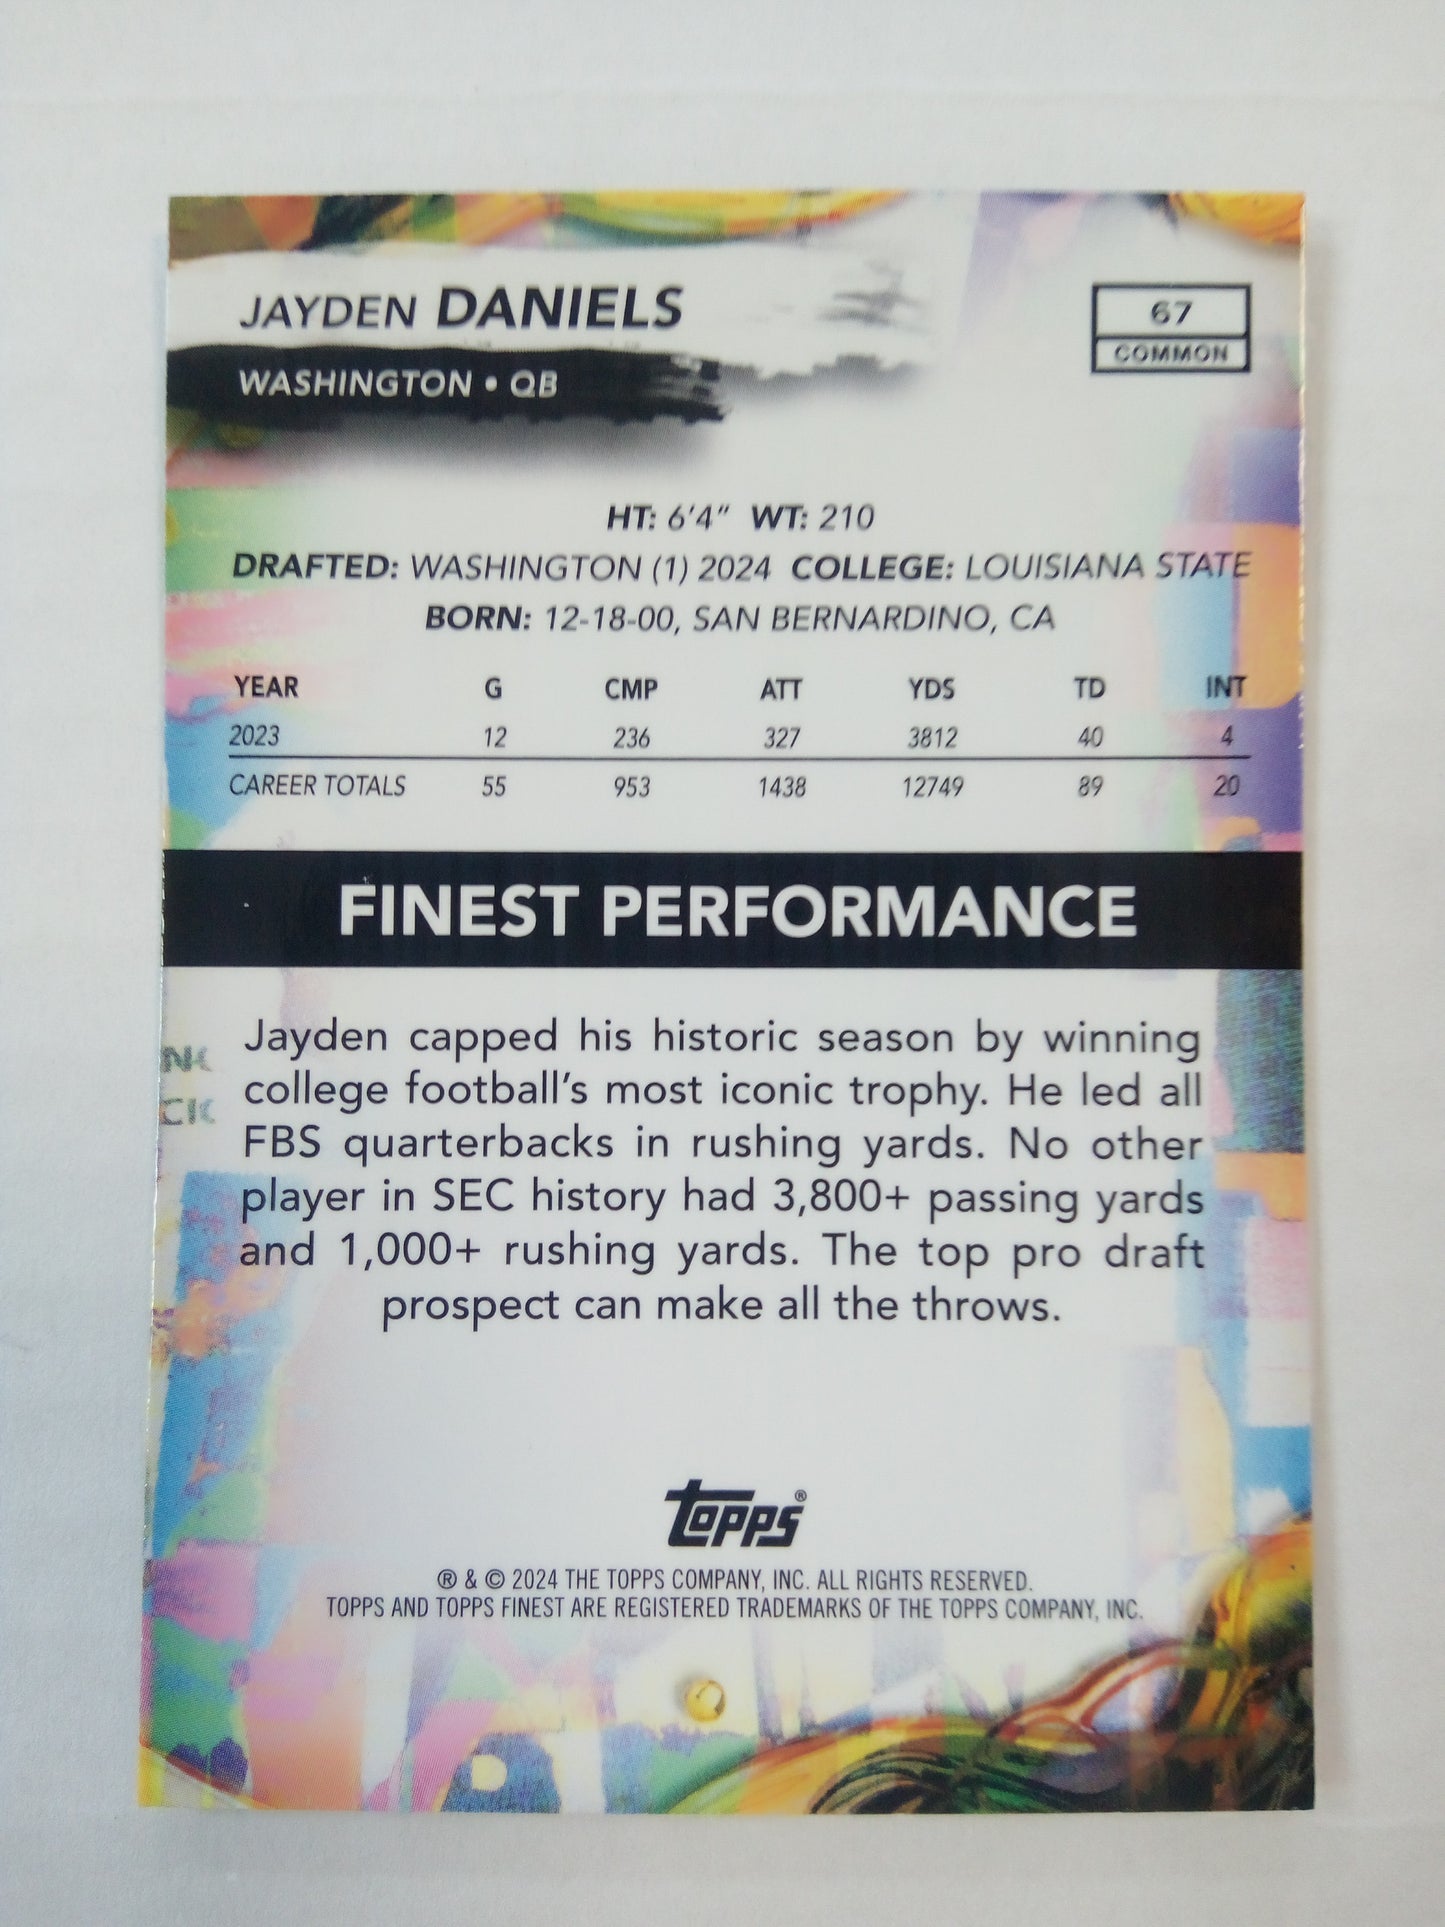 JAYDEN DANIELS
67
COMMON
WASHINGTON • QB
HT: 6'4" WT: 210
DRAFTED: WASHINGTON (1) 2024 COLLEGE: LOUISIANA STATE
BORN: 12-18-00, SAN BERNARDINO, CA
YEAR G CMP ATT YDS TD INT
2023 12 236 327 3812 40 4
CAREER TOTALS 55 953 1438 12749 89 20
FINEST PERFORMANCE
Jayden capped his historic season by winning
college football's most iconic trophy. He led all
FBS quarterbacks in rushing yards. No other
player in SEC history had 3,800+ passing yards
and 1,000+ rushing yards. The top pro draft
prospect can make all the throws.
Topps®
® & © 2024 THE TOPPS COMPANY, INC. ALL RIGHTS RESERVED.
TOPPS AND TOPPS FINEST ARE REGISTERED TRADEMARKS OF THE TOPPS COMPANY, INC.